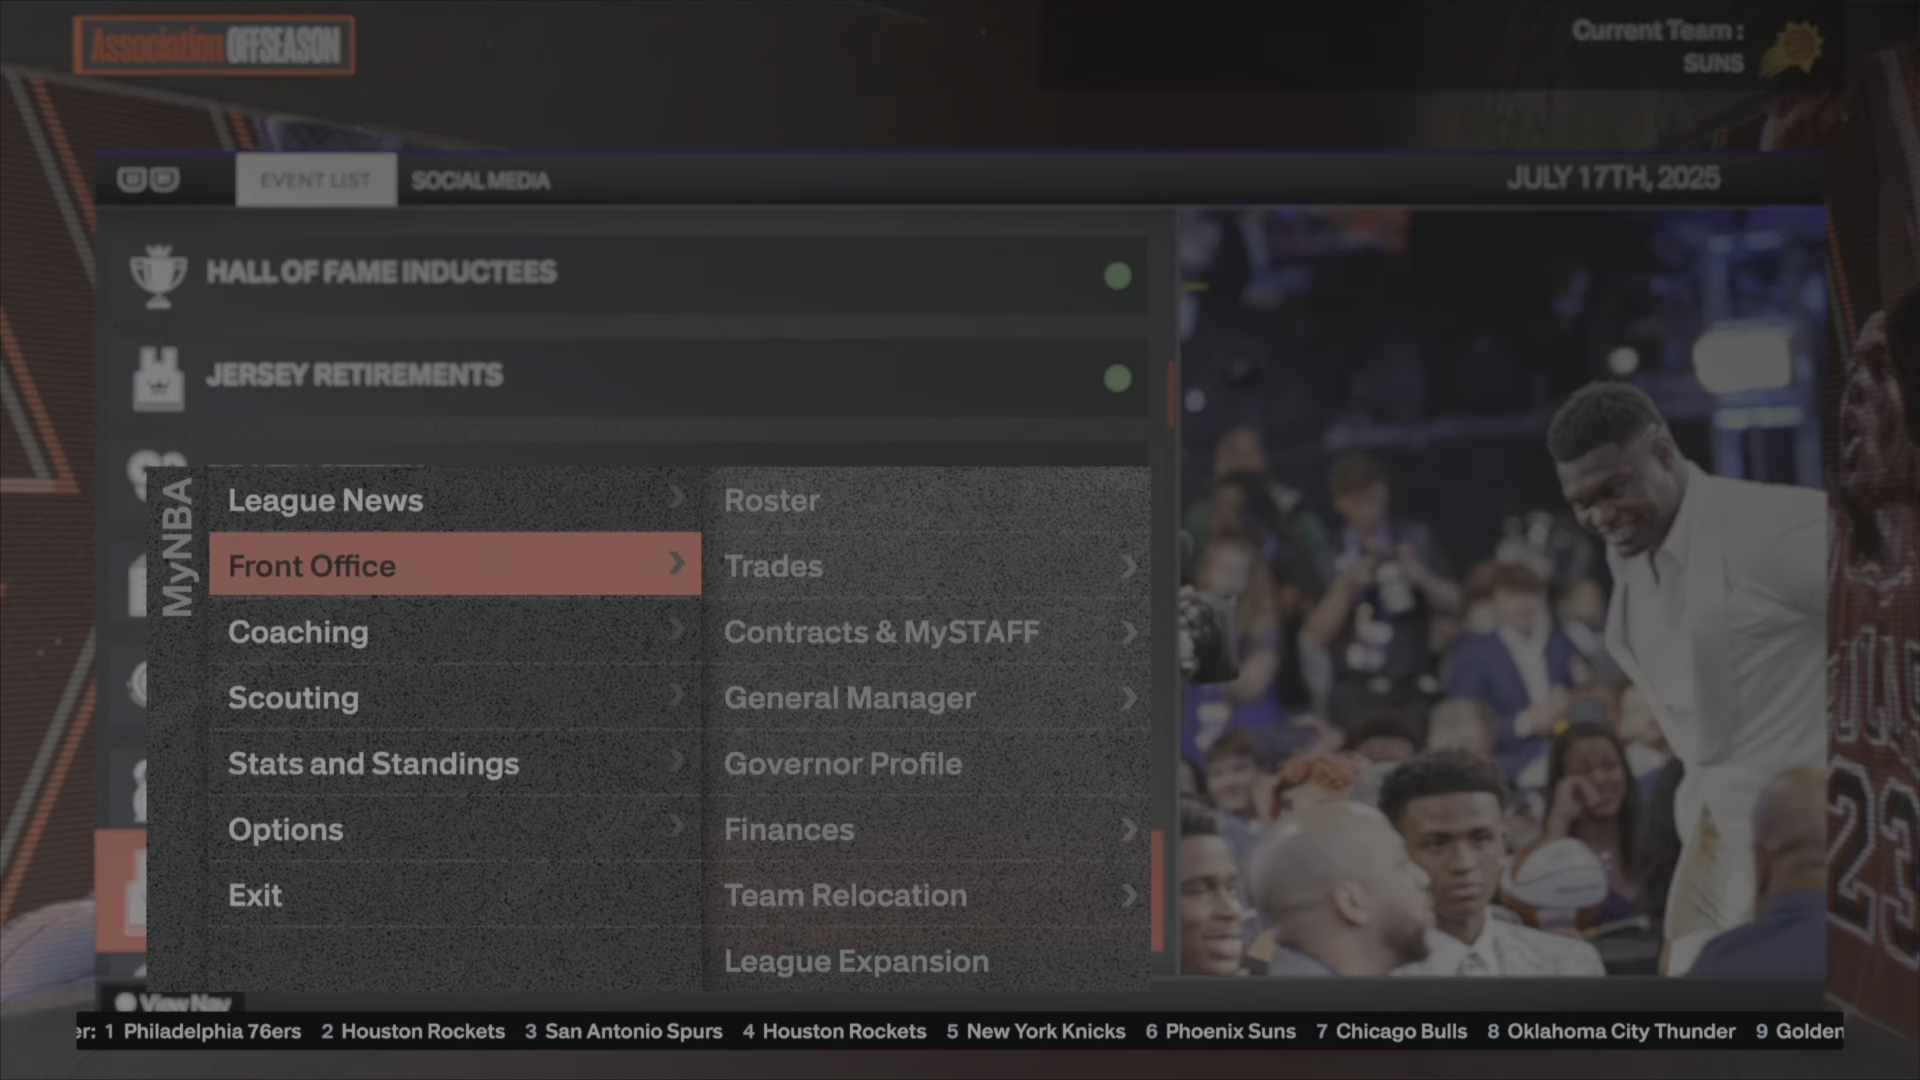 Association OFFSEASON
Current Team :
SUNS
EVENT LIST
SOCIAL MEDIA
JULY 17TH, 2025
HALL OF FAME INDUCTEES
JERSEY RETIREMENTS
MyNBA
League News
Front Office
Coaching
Scouting
Stats and Standings
Options
Exit
Roster
Trades
Contracts & MySTAFF
General Manager
Governor Profile
Finances
Team Relocation
League Expansion
View Nav
er: 1 Philadelphia 76ers 2 Houston Rockets 3 San Antonio Spurs 4 Houston Rockets 5 New York Knicks 6 Phoenix Suns 7 Chicago Bulls 8 Oklahoma City Thunder 9 Golden
23